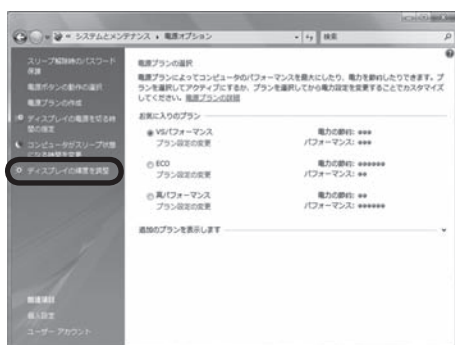 システムとメンテナンス ▸ 電源オプション
検索
スリープ解除時のパスワード
保護
電源ボタンの動作の選択
電源プランの作成
ディスプレイの電源を切る時
間の指定
コンピュータがスリープ状態
になる時間を変更
ディスプレイの輝度を調整
関連項目
個人設定
ユーザー アカウント
電源プランの選択
電源プランによってコンピュータのパフォーマンスを最大にしたり、電力を節約したりできます。プ
ランを選択してアクティブにするか、プランを選択してから電力設定を変更することでカスタマイズ
してください。電源プランの詳細
お気に入りのプラン
VSパフォーマンス 電力の節約:
プラン設定の変更 パフォーマンス:
ECO 電力の節約:
プラン設定の変更 パフォーマンス:
高パフォーマンス 電力の節約:
プラン設定の変更 パフォーマンス:
追加のプランを表示します